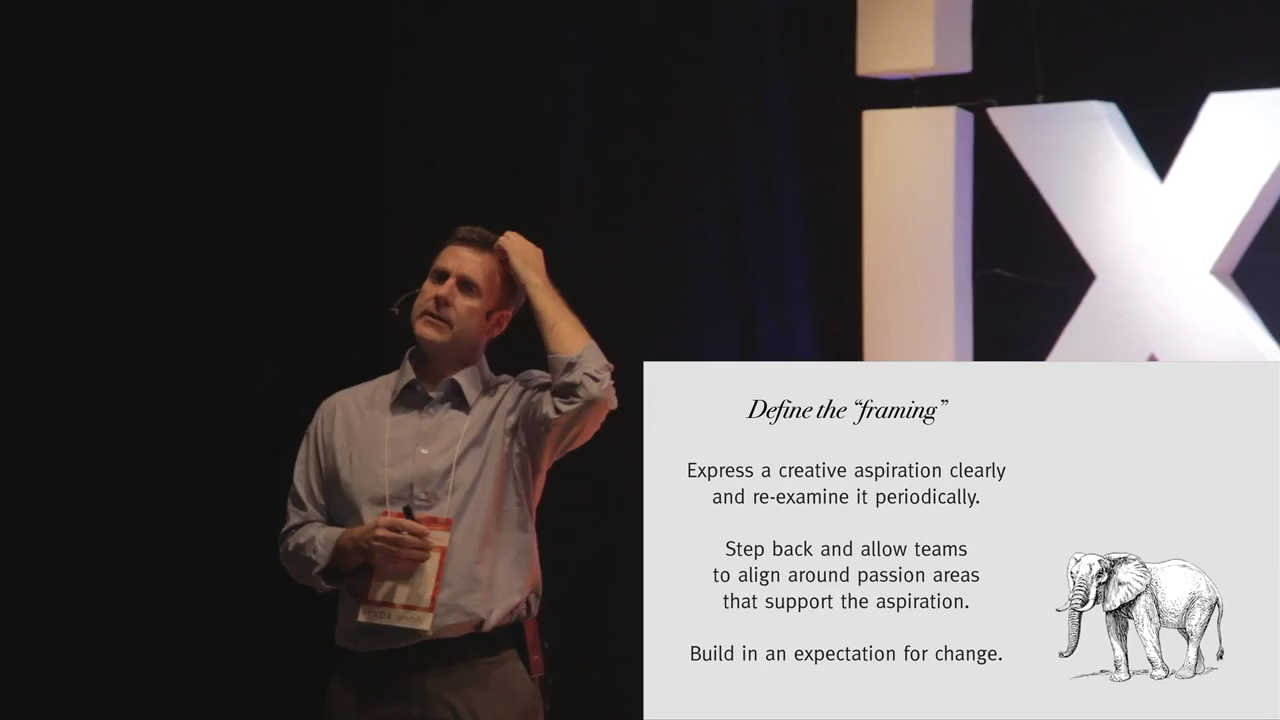 ix
Define the “framing”
Express a creative aspiration clearly
and re-examine it periodically.
Step back and allow teams
to align around passion areas
that support the aspiration.
Build in an expectation for change.